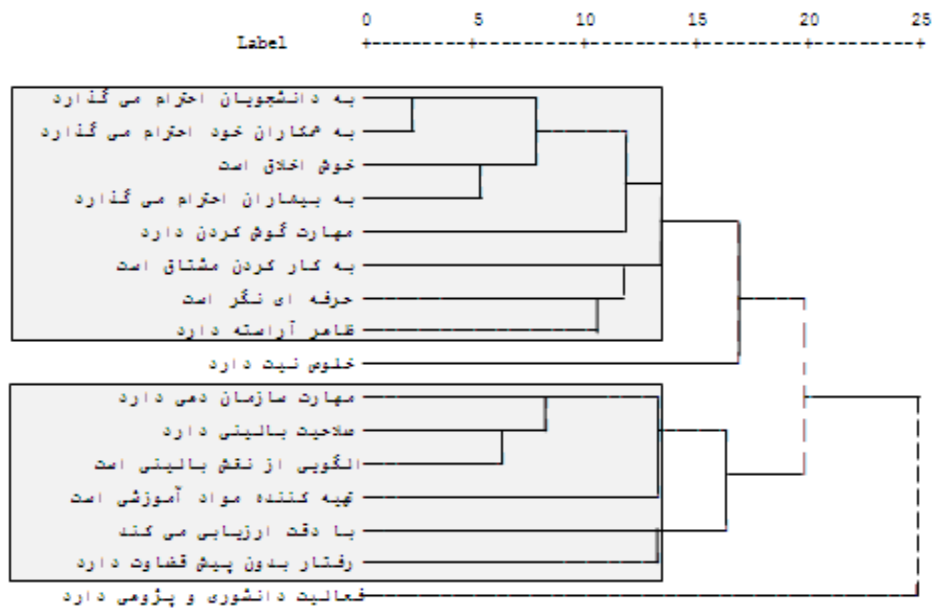 0 5 10 15 20 25
Label
به دانشجویان احترام می گذارد
به همکاران خود احترام می گذارد
خوش اخلاق است
به بیماران احترام می گذارد
مهارت گوش کردن دارد
به کار کردن مشتاق است
حرفه ای نگر است
ظاهر آراسته دارد
خلوص نیت دارد
مهارت سازمان دهی دارد
صلاحیت بالینی دارد
الگویی از نقش بالینی است
تهیه کننده مواد آموزشی است
با دقت ارزیابی می کند
رفتار بدون پیش قضاوت دارد
فعالیت دانشوری و پژوهی دارد